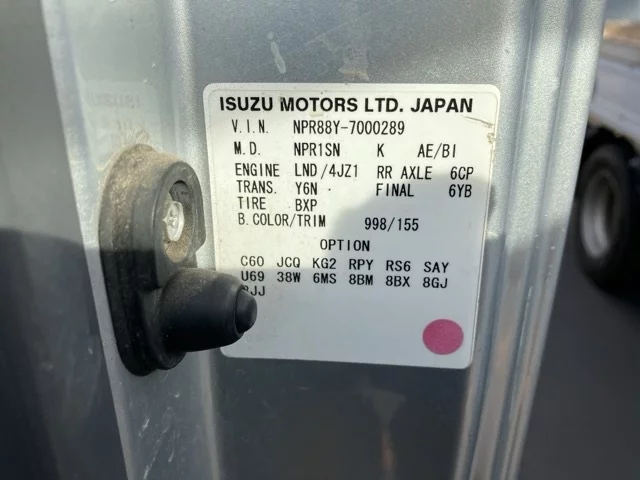 ISUZU MOTORS LTD. JAPAN
V.I.N. NPR88Y-7000289
M.D. NPR1SN K AE/BI
ENGINE LND/4JZ1 RR AXLE 6CP
TRANS. Y6N FINAL 6YB
TIRE BXP
B.COLOR/TRIM 998/155
OPTION
C60 JCQ KG2 RPY RS6 SAY
U69 38W 6MS 8BM 8BX 8GJ